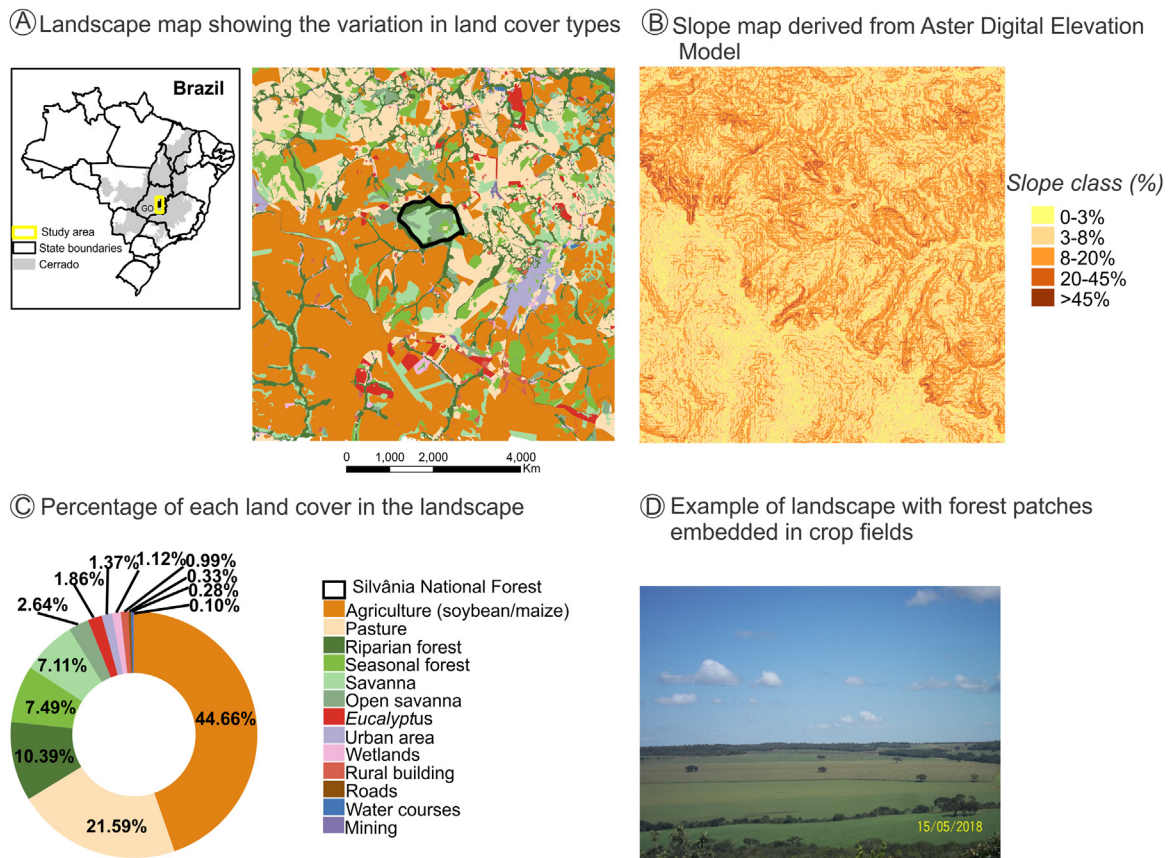 A Landscape map showing the variation in land cover types
Brazil
GO
Study area
State boundaries
Cerrado
0 1,000 2,000 4,000
Km
B Slope map derived from Aster Digital Elevation
Model
Slope class (%)
0-3%
3-8%
8-20%
20-45%
>45%
C Percentage of each land cover in the landscape
44.66%
21.59%
10.39%
7.49%
7.11%
2.64%
1.86%
1.37%
1.12%
0.99%
0.33%
0.28%
0.10%
Silvânia National Forest
Agriculture (soybean/maize)
Pasture
Riparian forest
Seasonal forest
Savanna
Open savanna
Eucalyptus
Urban area
Wetlands
Rural building
Roads
Water courses
Mining
D Example of landscape with forest patches
embedded in crop fields
15/05/2018